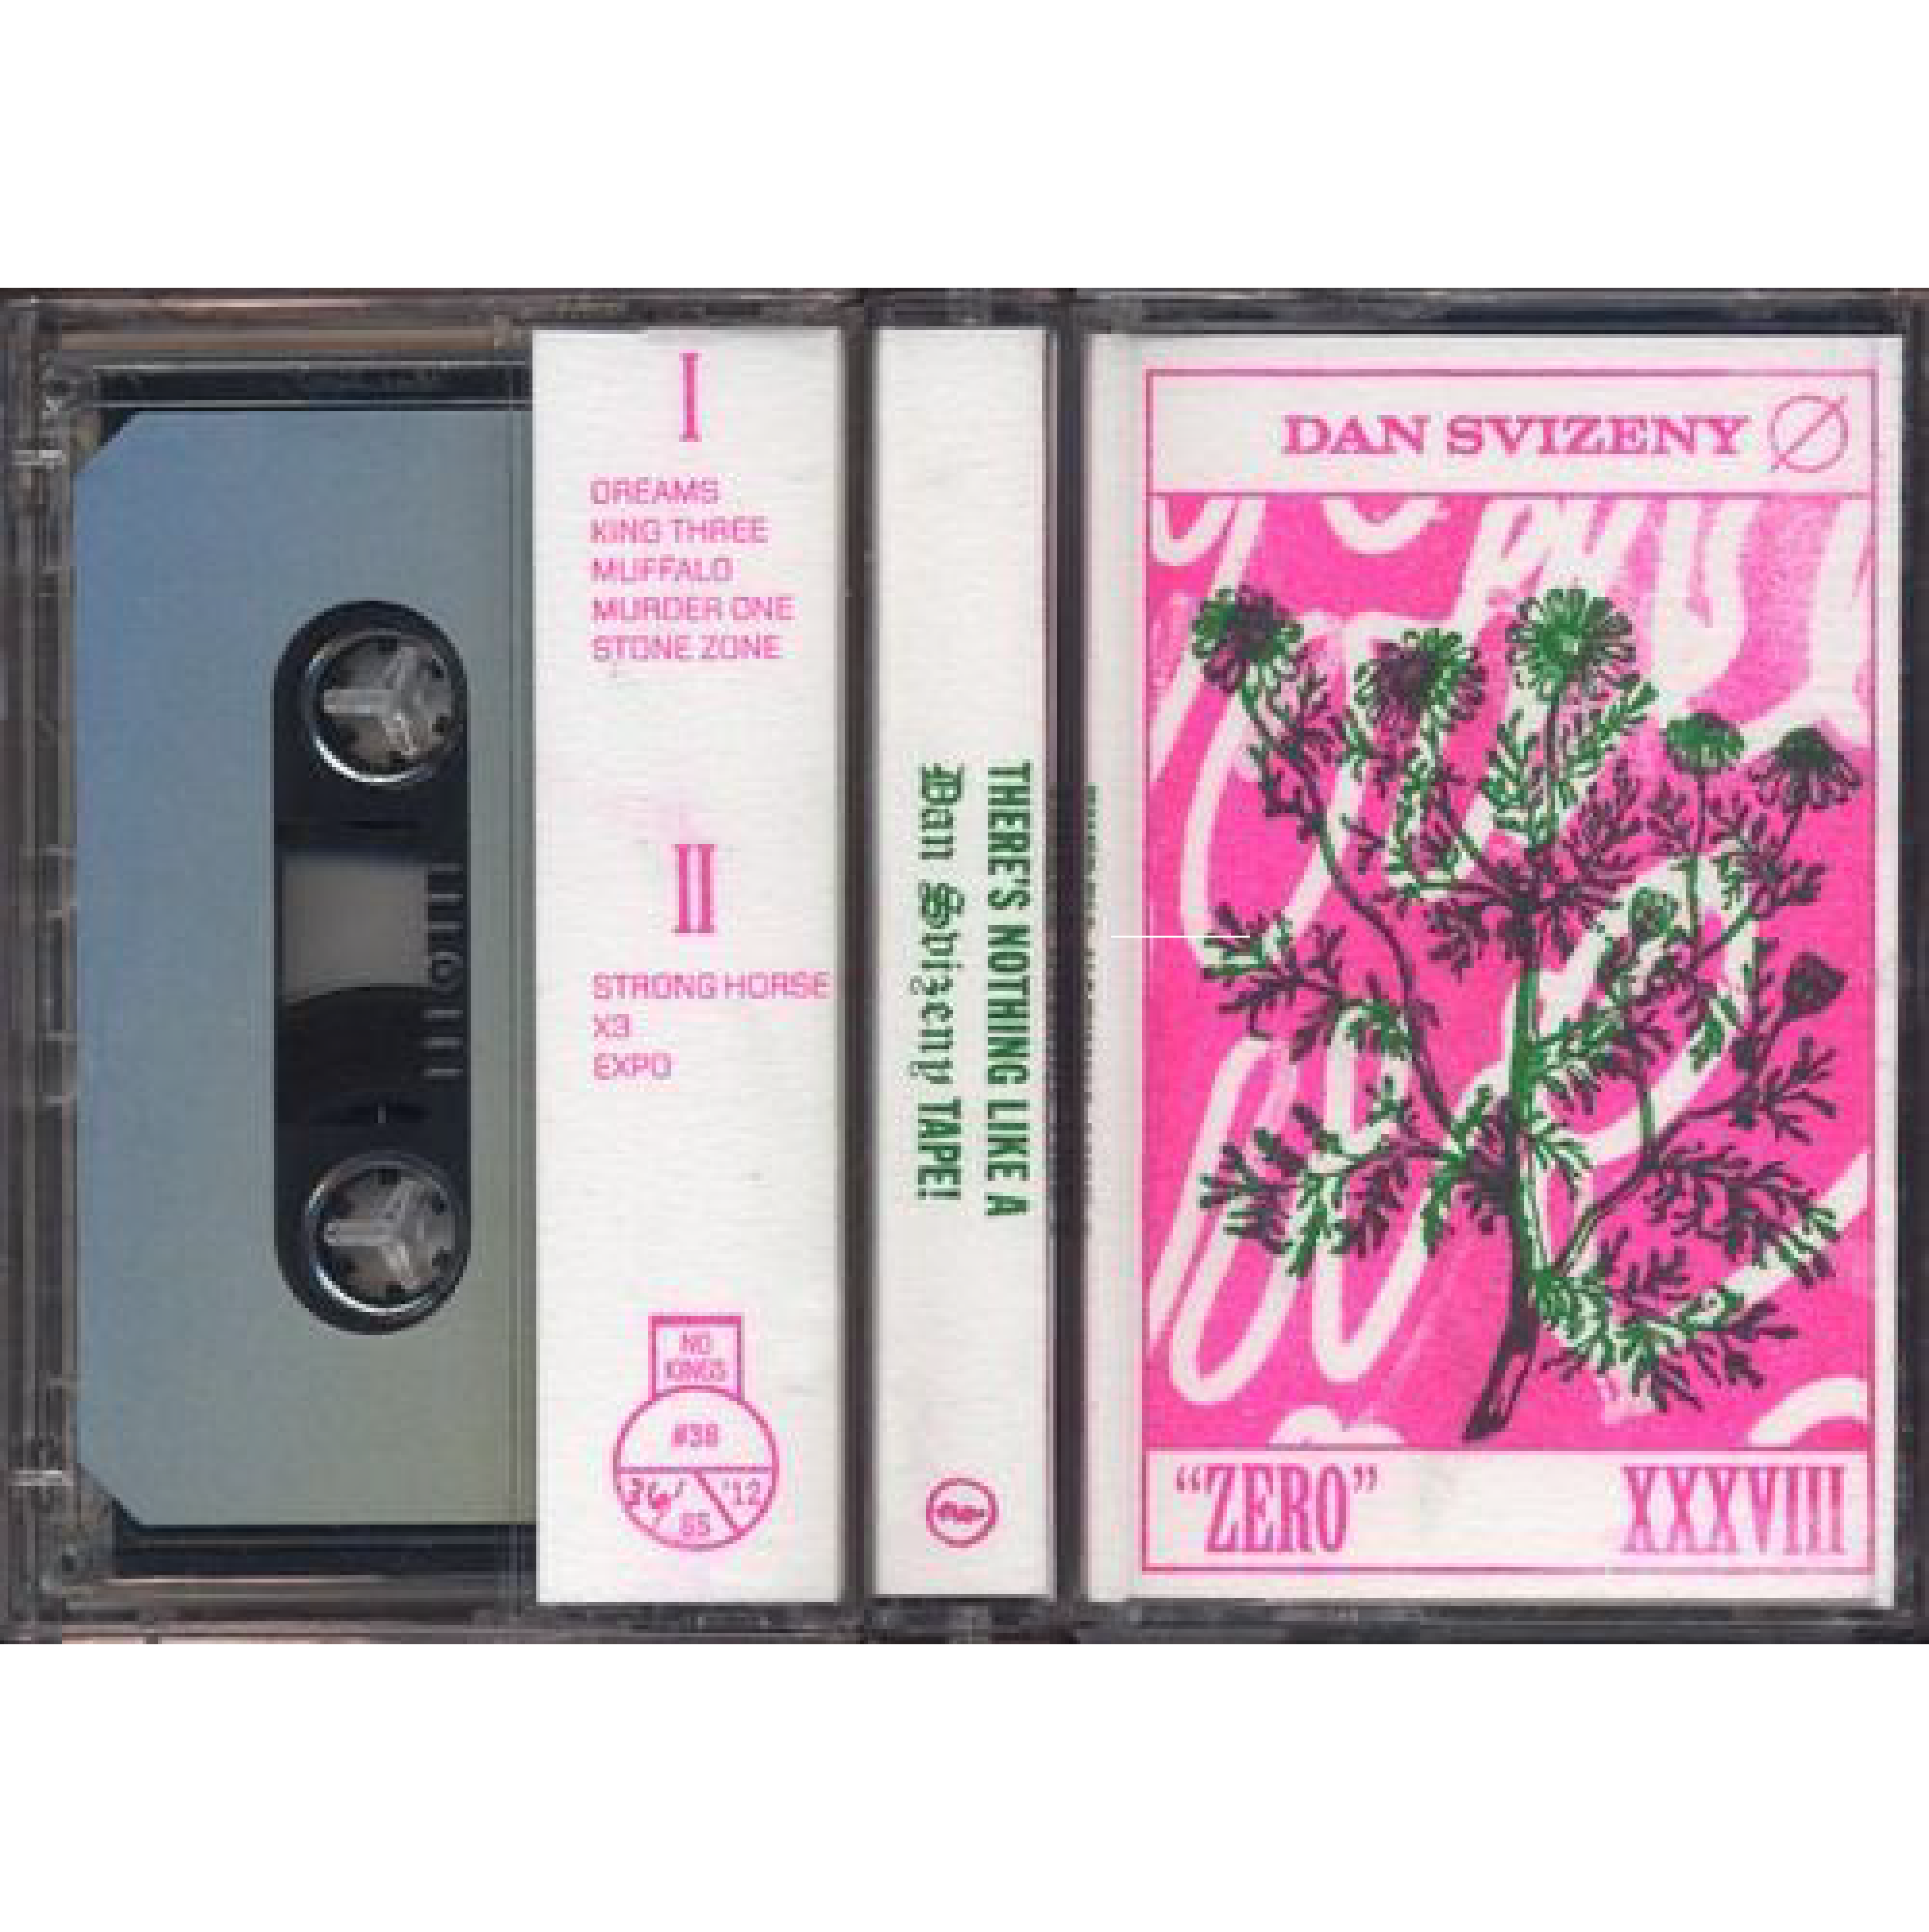 I
DREAMS
KING THREE
MUFFALO
MURDER ONE
STONE ZONE
II
STRONG HORSE
X3
EXPO
NO
KINGS
#38
'12
55
THERE'S NOTHING LIKE A
Dan Svizeny TAPE!
DAN SVIZENY Ø
"ZERO" XXXVIII